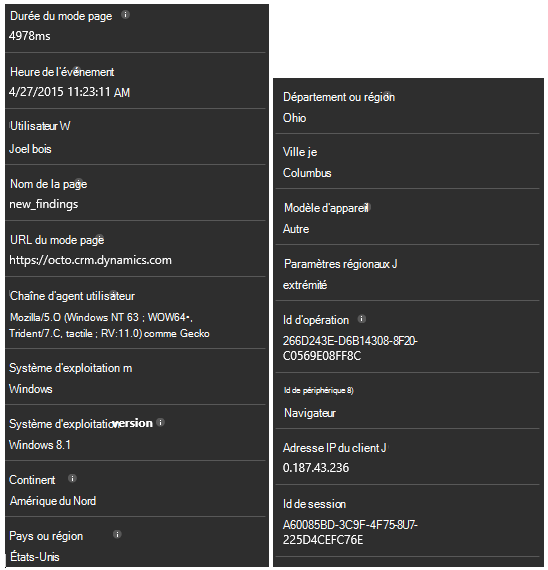 Durée du mode page
4978ms
Heure de l'événement
4/27/2015 11:23:11 AM
Utilisateur W
Joel bois
Nom de la page
new_findings
URL du mode page
https://octo.crm.dynamics.com
Chaîne d'agent utilisateur
Mozilla/5.O (Windows NT 63 ; WOW64•,
Trident/7.C, tactile ; RV:11.0) comme Gecko
Système d'exploitation m
Windows
Système d'exploitation version
Windows 8.1
Continent
Amérique du Nord
Pays ou région
États-Unis
Département ou région
Ohio
Ville je
Columbus
Modèle d'appareil
Autre
Paramètres régionaux J
extrémité
Id d'opération
266D243E-D6B14308-8F20-
C0569E08FF8C
Id de périphérique 8)
Navigateur
Adresse IP du client J
0.187.43.236
Id de session
A60085BD-3C9F-4F75-8U7-
225D4CEFC76E